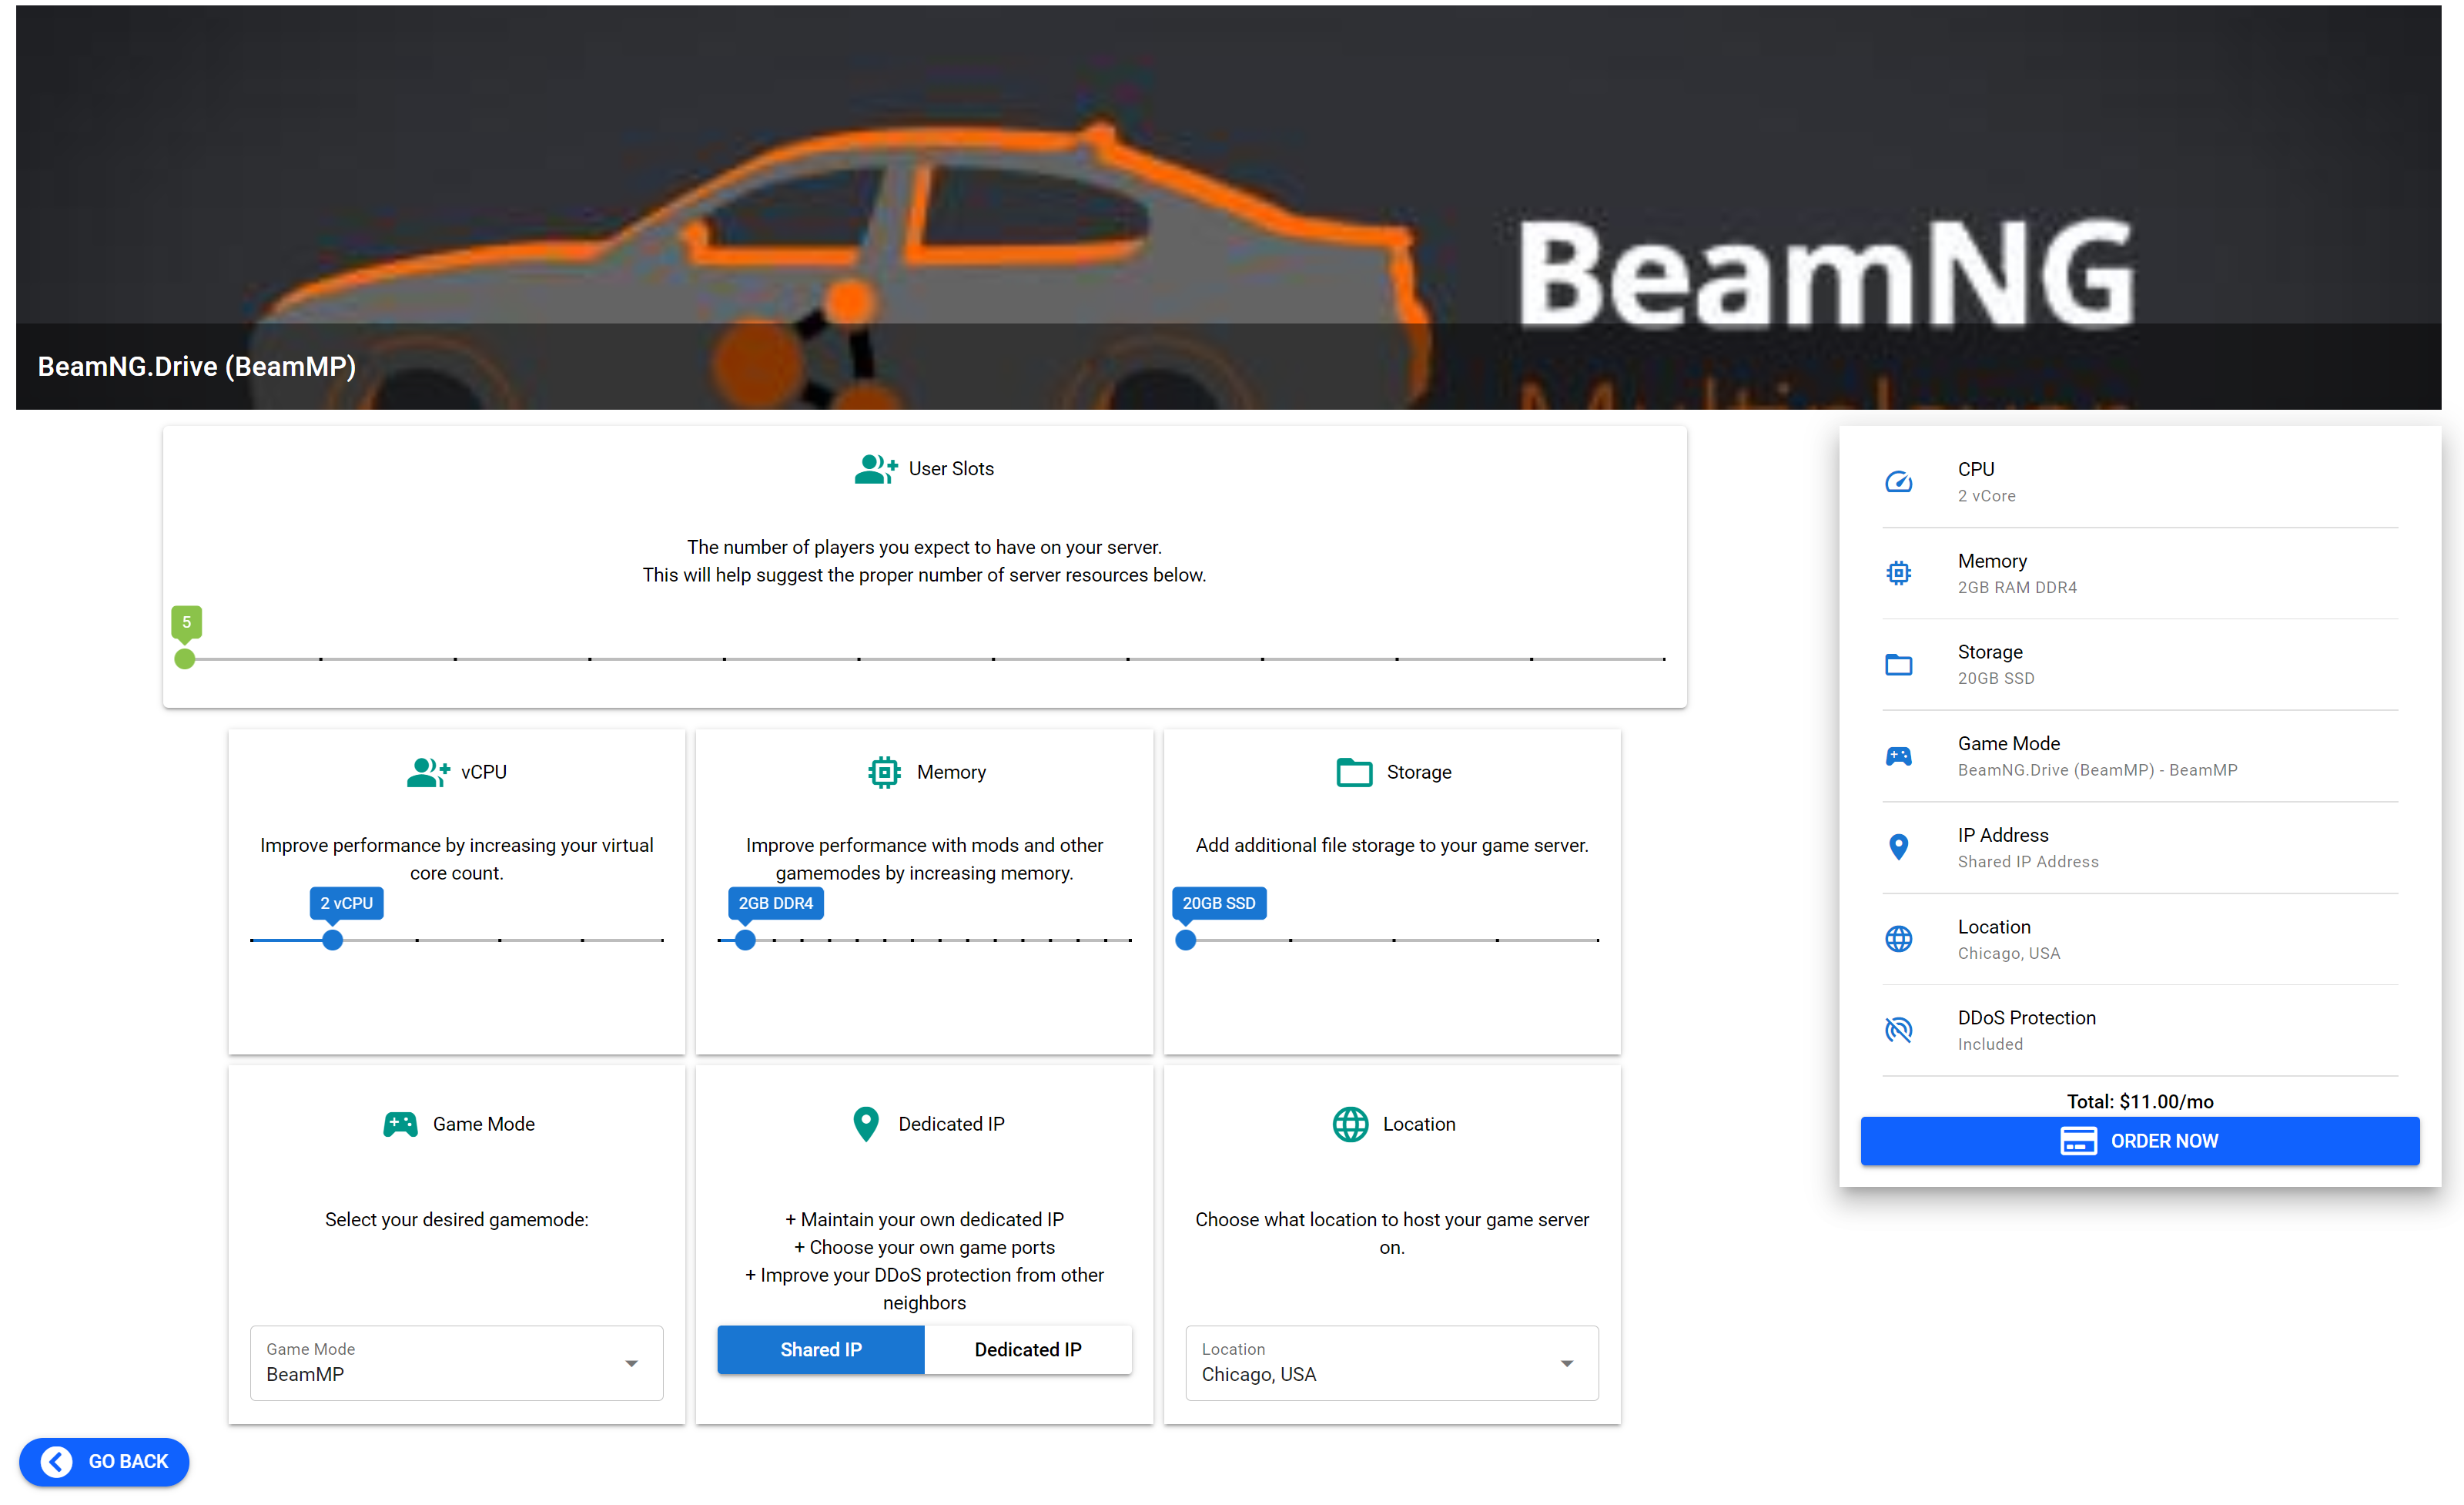 BeamNG
BeamNG.Drive (BeamMP)
User Slots
The number of players you expect to have on your server.
This will help suggest the proper number of server resources below.
5
vCPU
Improve performance by increasing your virtual
core count.
2 vCPU
Memory
Improve performance with mods and other
gamemodes by increasing memory.
2GB DDR4
Storage
Add additional file storage to your game server.
20GB SSD
Game Mode
Select your desired gamemode:
Game Mode
BeamMP
Dedicated IP
+ Maintain your own dedicated IP
+ Choose your own game ports
+ Improve your DDoS protection from other
neighbors
Shared IP
Dedicated IP
Location
Choose what location to host your game server
on.
Location
Chicago, USA
CPU
2 vCore
Memory
2GB RAM DDR4
Storage
20GB SSD
Game Mode
BeamNG.Drive (BeamMP) - BeamMP
IP Address
Shared IP Address
Location
Chicago, USA
DDoS Protection
Included
Total: $11.00/mo
ORDER NOW
GO BACK